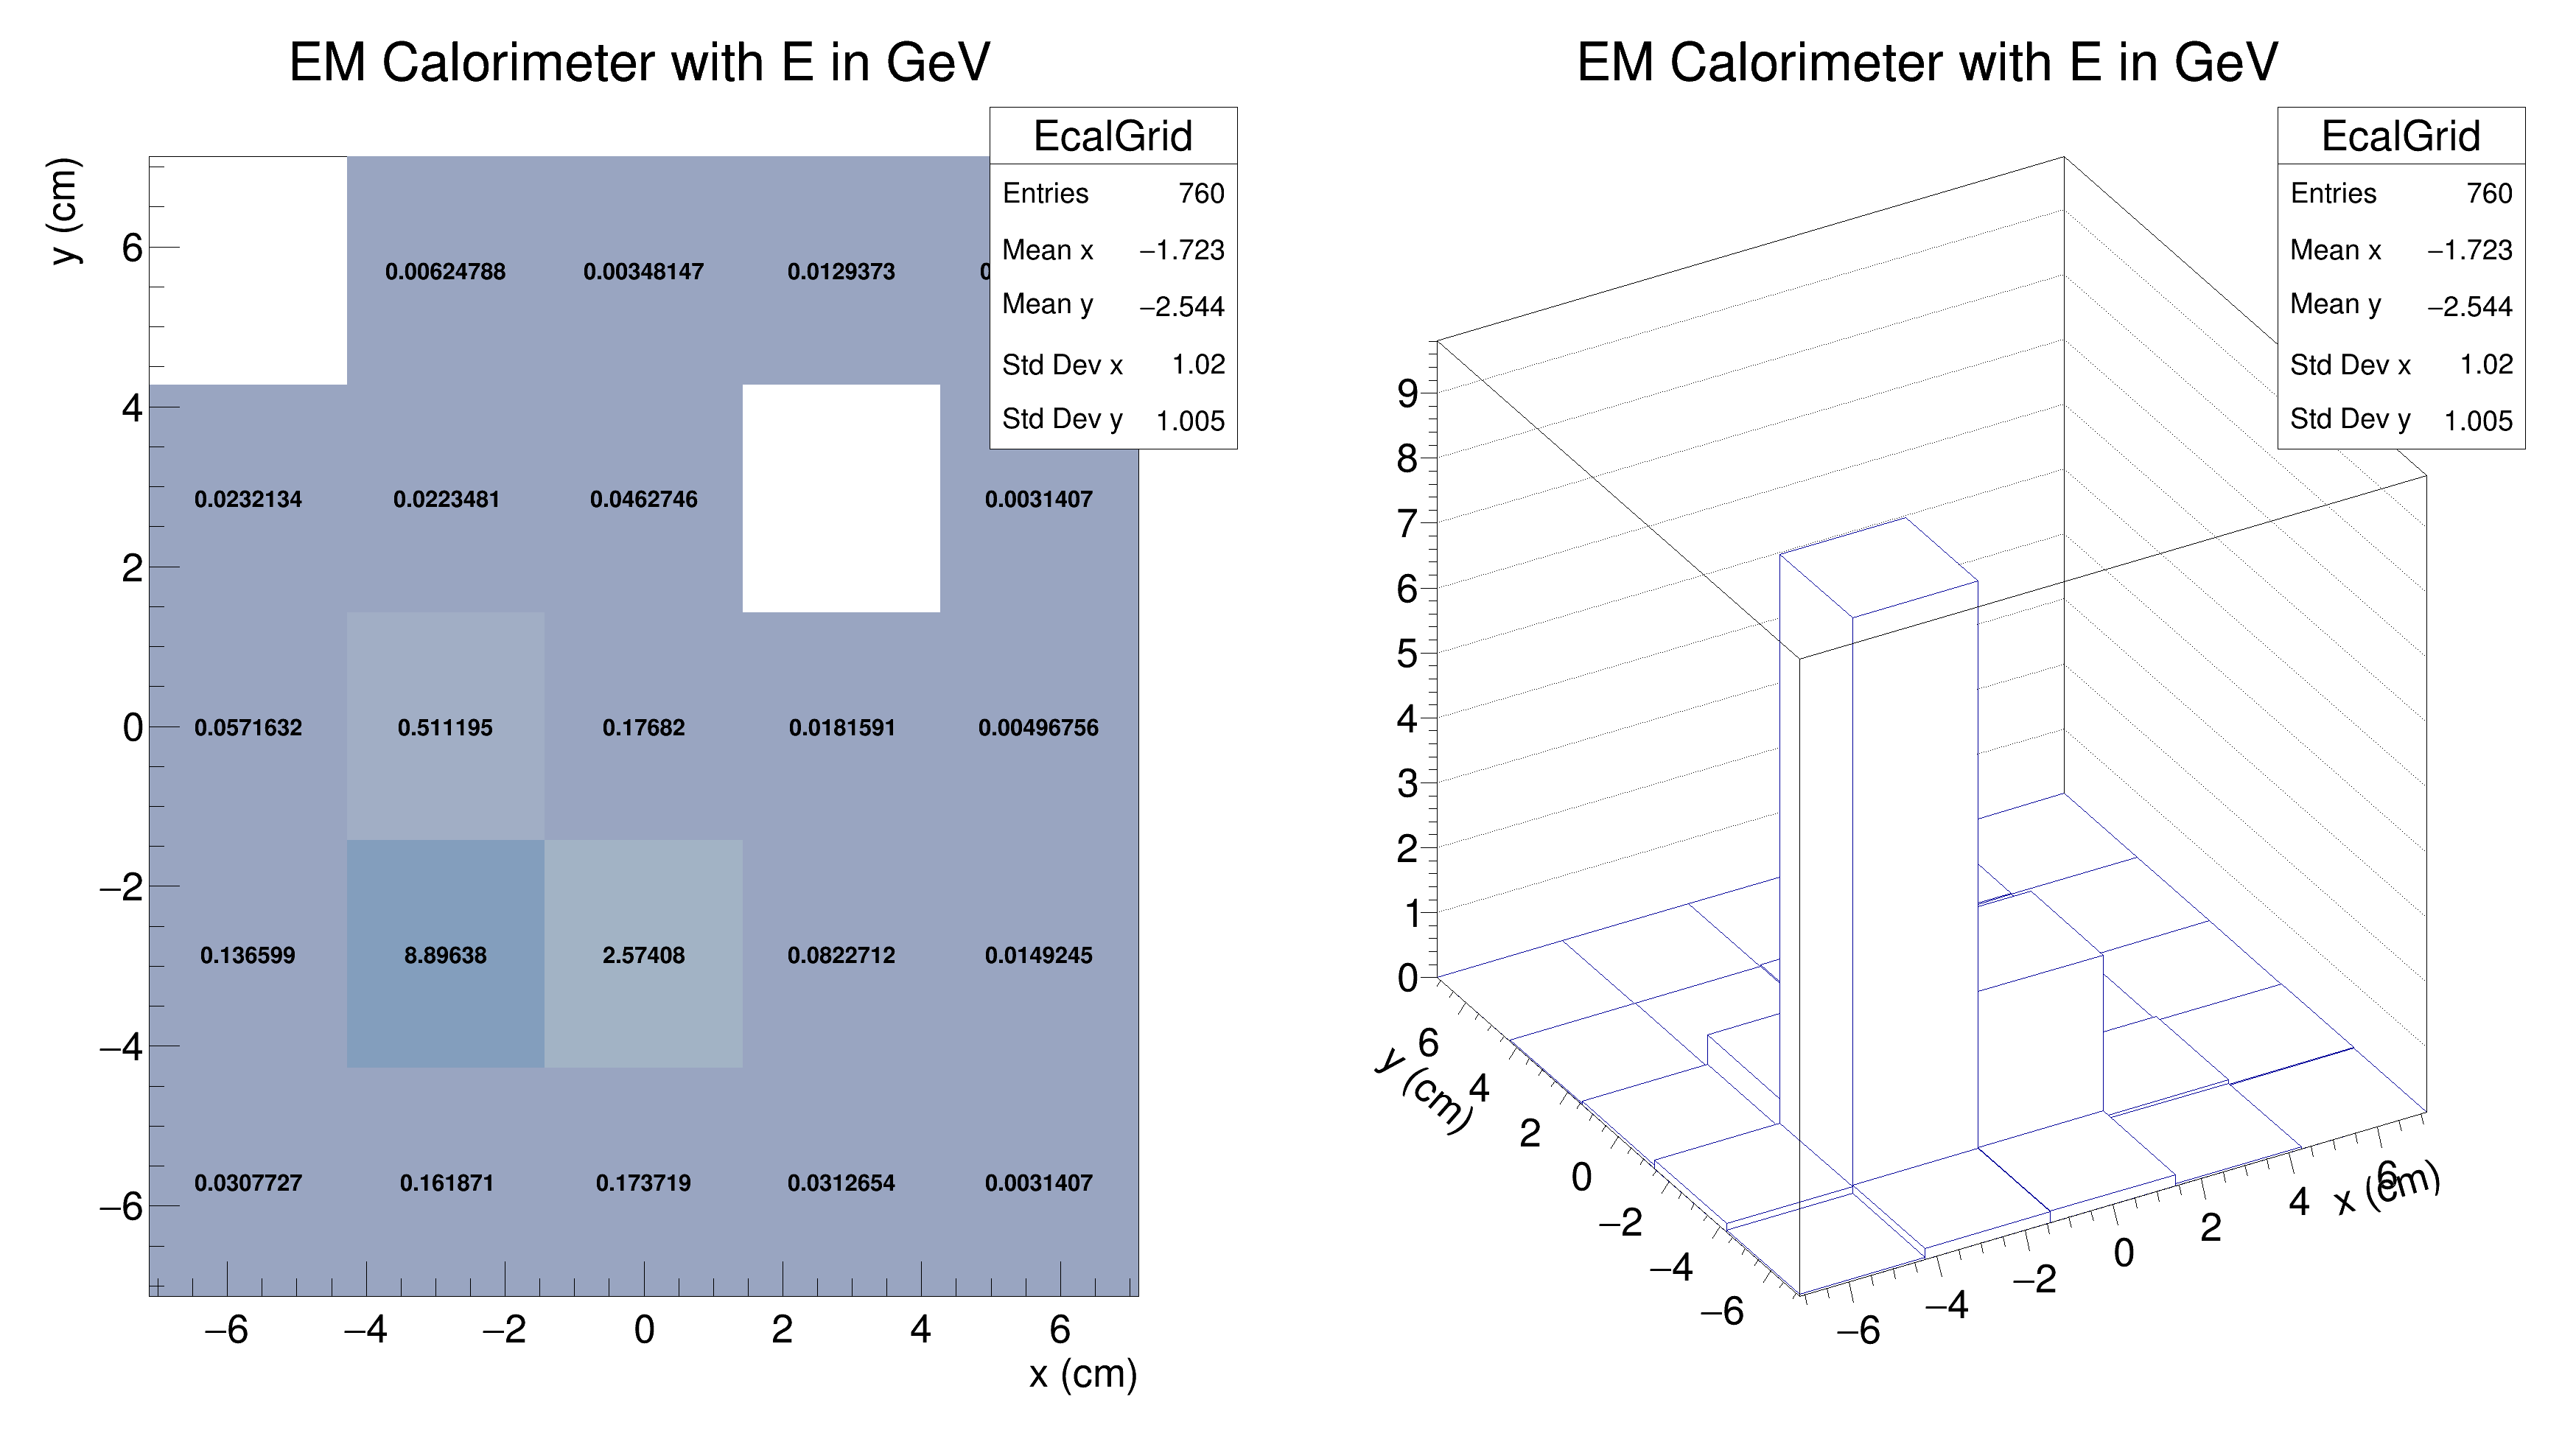 EM Calorimeter with E in GeV
EcalGrid
Entries 760
Mean x −1.723
Mean y −2.544
Std Dev x 1.02
Std Dev y 1.005
y (cm)
6
4
2
0
−2
−4
−6
0.00624788 0.00348147 0.0129373
0.0232134 0.0223481 0.0462746 0.0031407
0.0571632 0.511195 0.17682 0.0181591 0.00496756
0.136599 8.89638 2.57408 0.0822712 0.0149245
0.0307727 0.161871 0.173719 0.0312654 0.0031407
−6 −4 −2 0 2 4 6
x (cm)
EM Calorimeter with E in GeV
EcalGrid
Entries 760
Mean x −1.723
Mean y −2.544
Std Dev x 1.02
Std Dev y 1.005
9
8
7
6
5
4
3
2
1
0
y (cm)
6
4
2
0
−2
−4
−6
−6 −4 −2 0 2 4 6
x (cm)